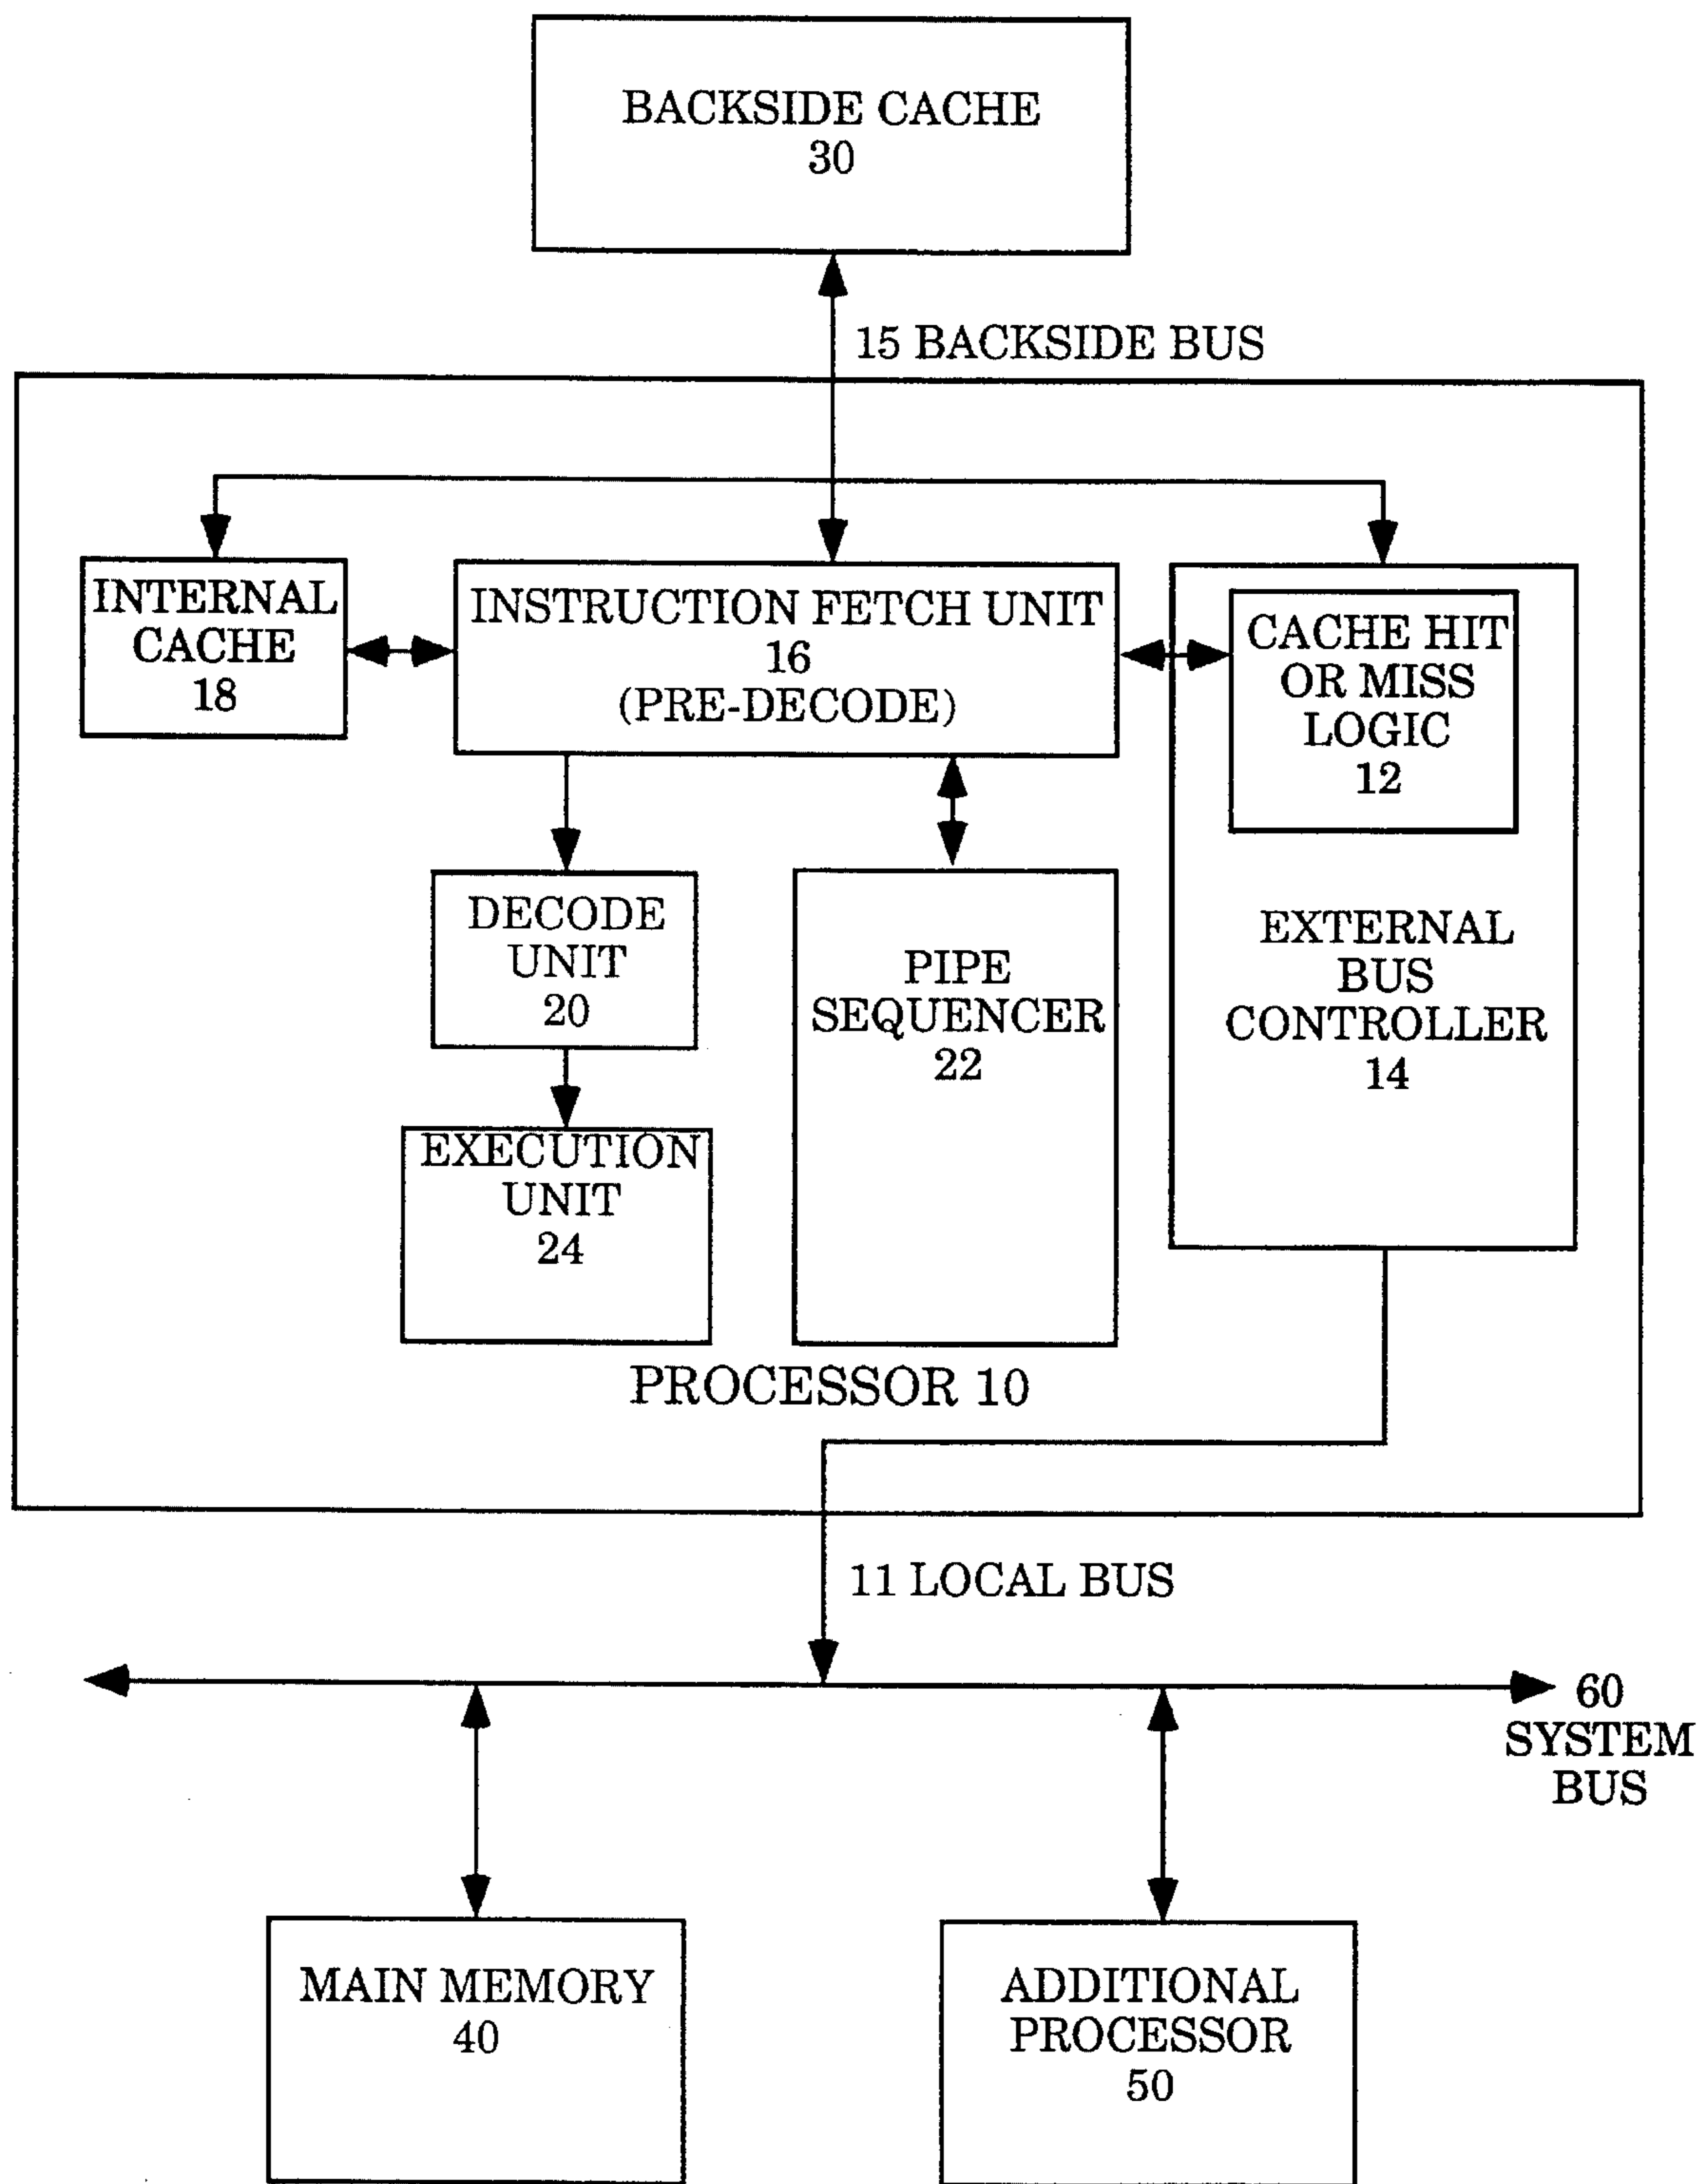 BACKSIDE CACHE
30
15 BACKSIDE BUS
INTERNAL
CACHE
18
INSTRUCTION FETCH UNIT
16
(PRE-DECODE)
CACHE HIT
OR MISS
LOGIC
12
DECODE
UNIT
20
PIPE
SEQUENCER
22
EXTERNAL
BUS
CONTROLLER
14
EXECUTION
UNIT
24
PROCESSOR 10
11 LOCAL BUS
60
SYSTEM
BUS
MAIN MEMORY
40
ADDITIONAL
PROCESSOR
50